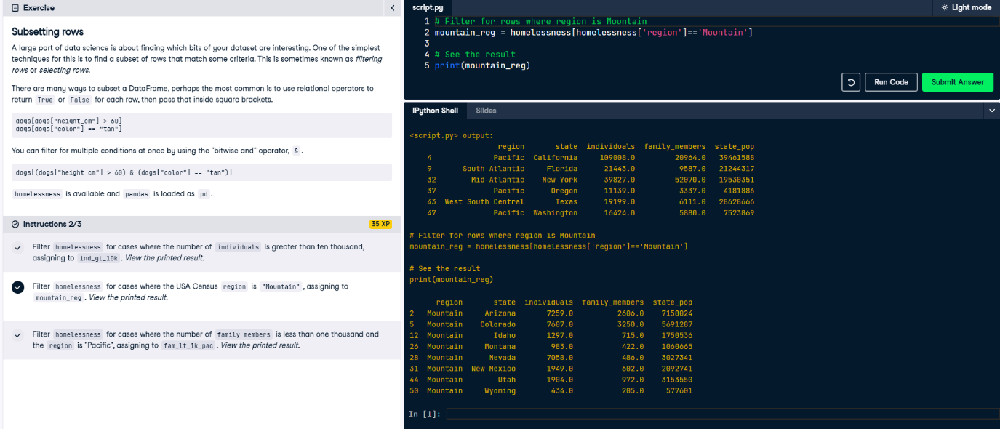 Exercise
Subsetting rows
A large part of data science is about finding which bits of your dataset are interesting. One of the simplest
techniques for this is to find a subset of rows that match some criteria. This is sometimes known as filtering
rows or selecting rows.
There are many ways to subset a DataFrame, perhaps the most common is to use relational operators to
return True or False for each row, then pass that inside square brackets.
dogs[dogs["height_cm"] > 60]
dogs[dogs["color"] == "tan"]
You can filter for multiple conditions at once by using the "bitwise and" operator, & .
dogs[(dogs["height_cm"] > 60) & (dogs["color"] == "tan")]
homelessness is available and pandas is loaded as pd .
Instructions 2/3
35 XP
Filter homelessness for cases where the number of individuals is greater than ten thousand,
assigning to ind_gt_10k . View the printed result.
Filter homelessness for cases where the USA Census region is "Mountain" , assigning to
mountain_reg . View the printed result.
Filter homelessness for cases where the number of family_members is less than one thousand and
the region is "Pacific", assigning to fam_lt_1k_pac . View the printed result.
script.py
Light mode
1 # Filter for rows where region is Mountain
2 mountain_reg = homelessness[homelessness['region']=='Mountain']
3
4 # See the result
5 print(mountain_reg)
Run Code
Submit Answer
IPython Shell
Slides
<script.py> output:
region state individuals family_members state_pop
4 Pacific California 109008.0 20964.0 39461588
9 South Atlantic Florida 21443.0 9587.0 21244317
32 Mid-Atlantic New York 39827.0 52070.0 19530351
37 Pacific Oregon 11139.0 3337.0 4181886
43 West South Central Texas 19199.0 6111.0 28628666
47 Pacific Washington 16424.0 5880.0 7523869
# Filter for rows where region is Mountain
mountain_reg = homelessness[homelessness['region']=='Mountain']
# See the result
print(mountain_reg)
region state individuals family_members state_pop
2 Mountain Arizona 7259.0 2606.0 7158024
5 Mountain Colorado 7607.0 3250.0 5691287
12 Mountain Idaho 1297.0 715.0 1750536
26 Mountain Montana 983.0 422.0 1060665
28 Mountain Nevada 7058.0 486.0 3027341
31 Mountain New Mexico 1949.0 602.0 2092741
44 Mountain Utah 1904.0 972.0 3153550
50 Mountain Wyoming 434.0 205.0 577601
In [1]: